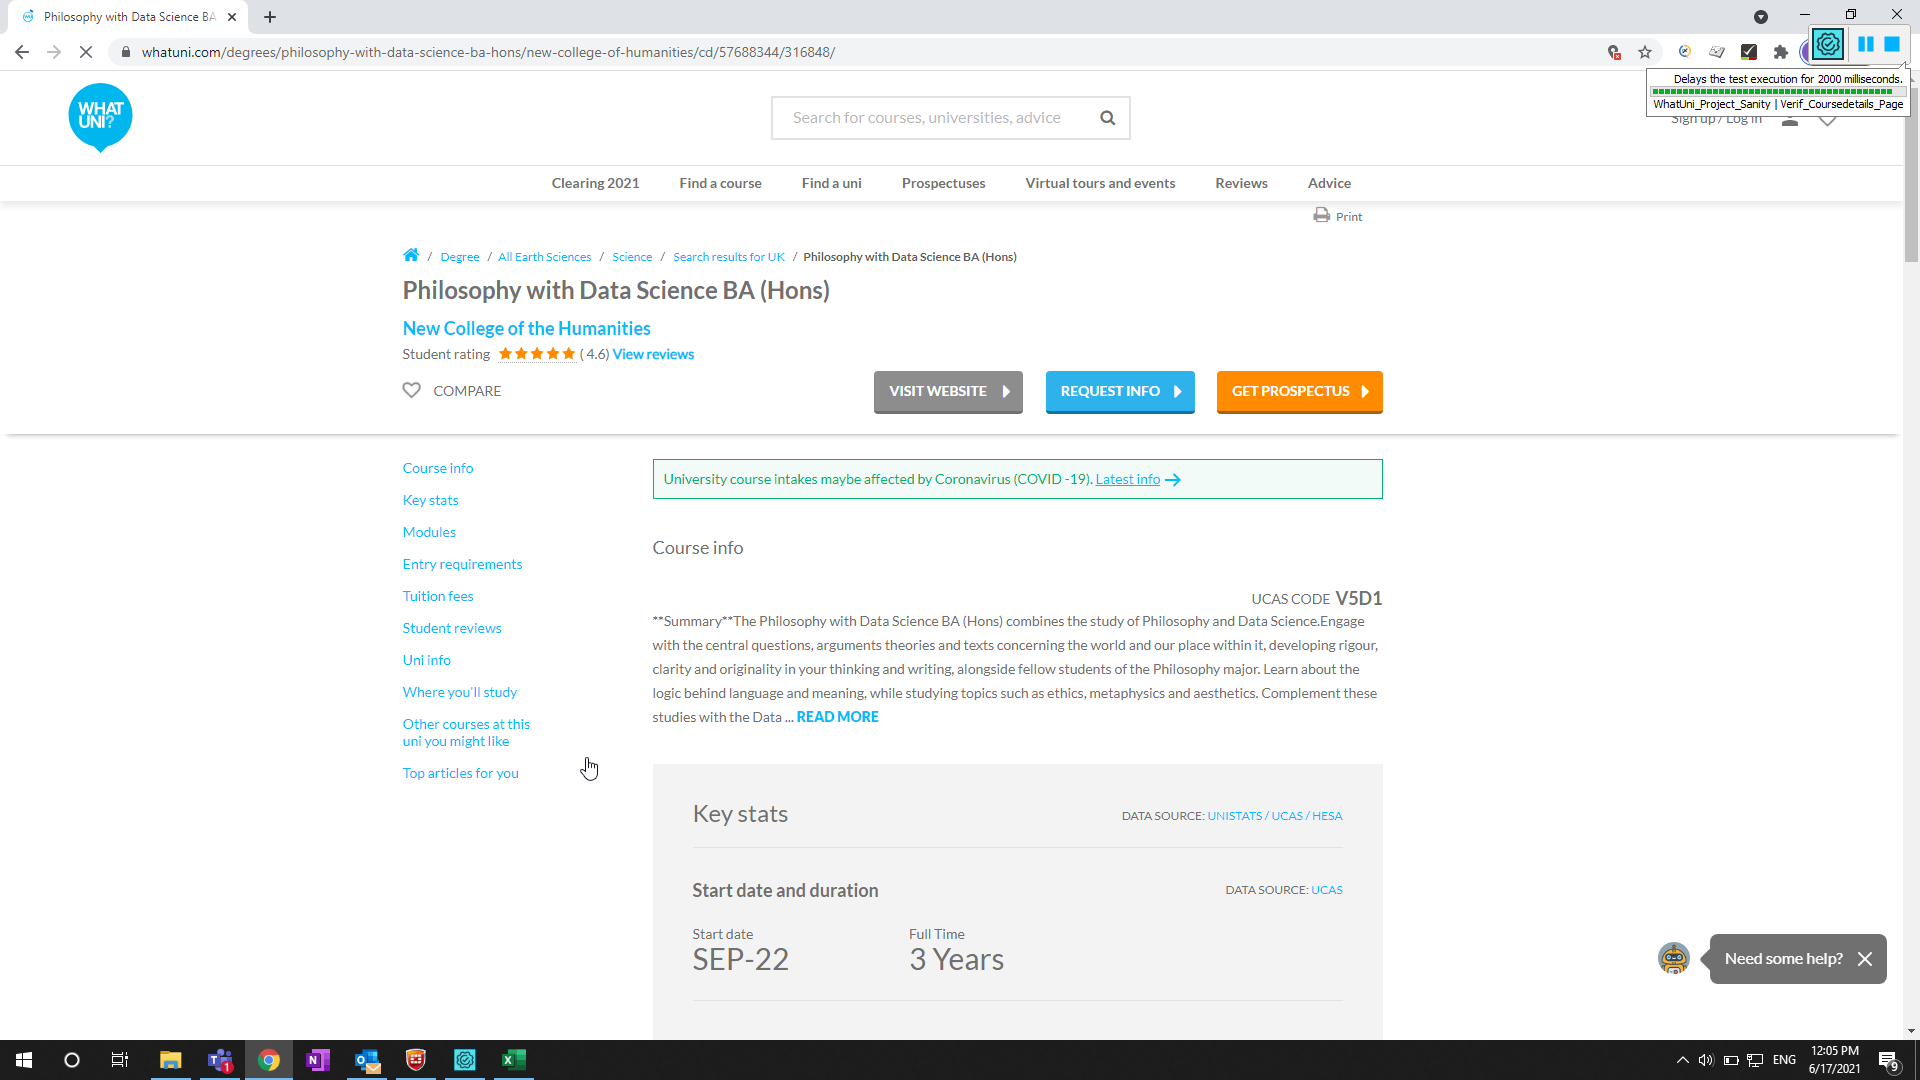 Philosophy with Data Science BA
whatuni.com/degrees/philosophy-with-data-science-ba-hons/new-college-of-humanities/cd/57688344/316848/
Delays the test execution for 2000 milliseconds.
WhatUni_Project_Sanity | Verif_Coursedetails_Page
WHAT
UNI?
Search for courses, universities, advice
Sign up / Log in
Clearing 2021
Find a course
Find a uni
Prospectuses
Virtual tours and events
Reviews
Advice
Print
/ Degree / All Earth Sciences / Science / Search results for UK / Philosophy with Data Science BA (Hons)
Philosophy with Data Science BA (Hons)
New College of the Humanities
Student rating ( 4.6) View reviews
COMPARE
VISIT WEBSITE
REQUEST INFO
GET PROSPECTUS
Course info
Key stats
Modules
Entry requirements
Tuition fees
Student reviews
Uni info
Where you'll study
Other courses at this
uni you might like
Top articles for you
University course intakes maybe affected by Coronavirus (COVID -19). Latest info
Course info
UCAS CODE V5D1
**Summary**The Philosophy with Data Science BA (Hons) combines the study of Philosophy and Data Science.Engage
with the central questions, arguments theories and texts concerning the world and our place within it, developing rigour,
clarity and originality in your thinking and writing, alongside fellow students of the Philosophy major. Learn about the
logic behind language and meaning, while studying topics such as ethics, metaphysics and aesthetics. Complement these
studies with the Data ... READ MORE
Key stats
DATA SOURCE: UNISTATS / UCAS / HESA
Start date and duration
DATA SOURCE: UCAS
Start date
SEP-22
Full Time
3 Years
Need some help?
ENG
12:05 PM
6/17/2021
1
9